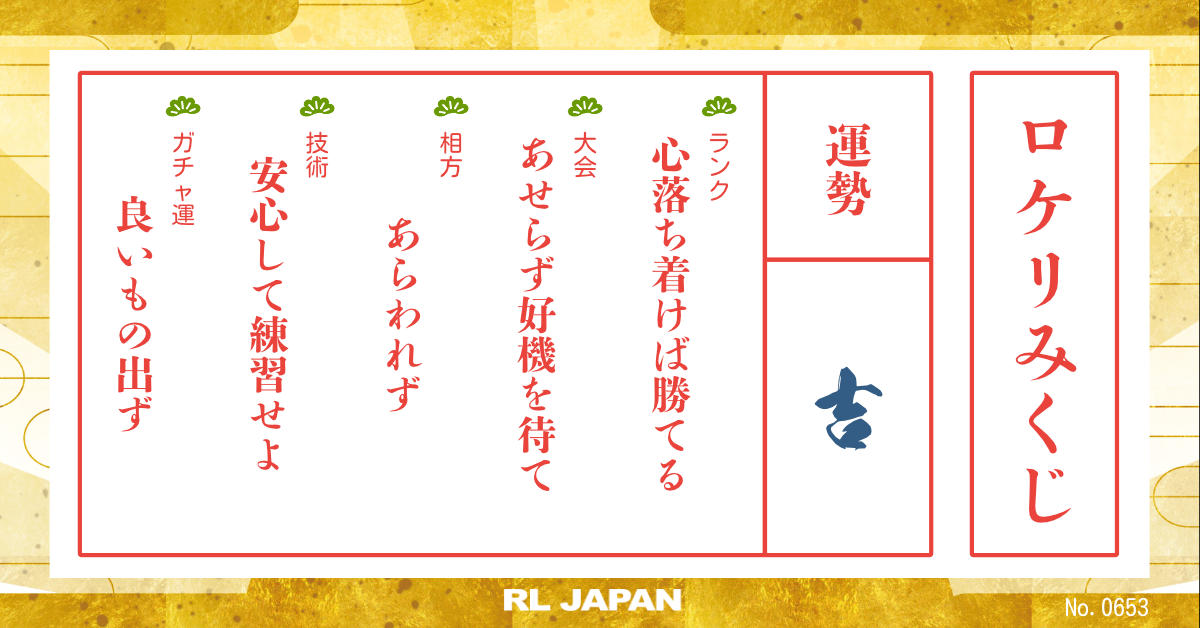 ロケリみくじ
運勢
吉
ランク
心落ち着けば勝てる
大会
あせらず好機を待て
相方
あらわれず
技術
安心して練習せよ
ガチャ運
良いもの出ず
RL JAPAN
No. 0653